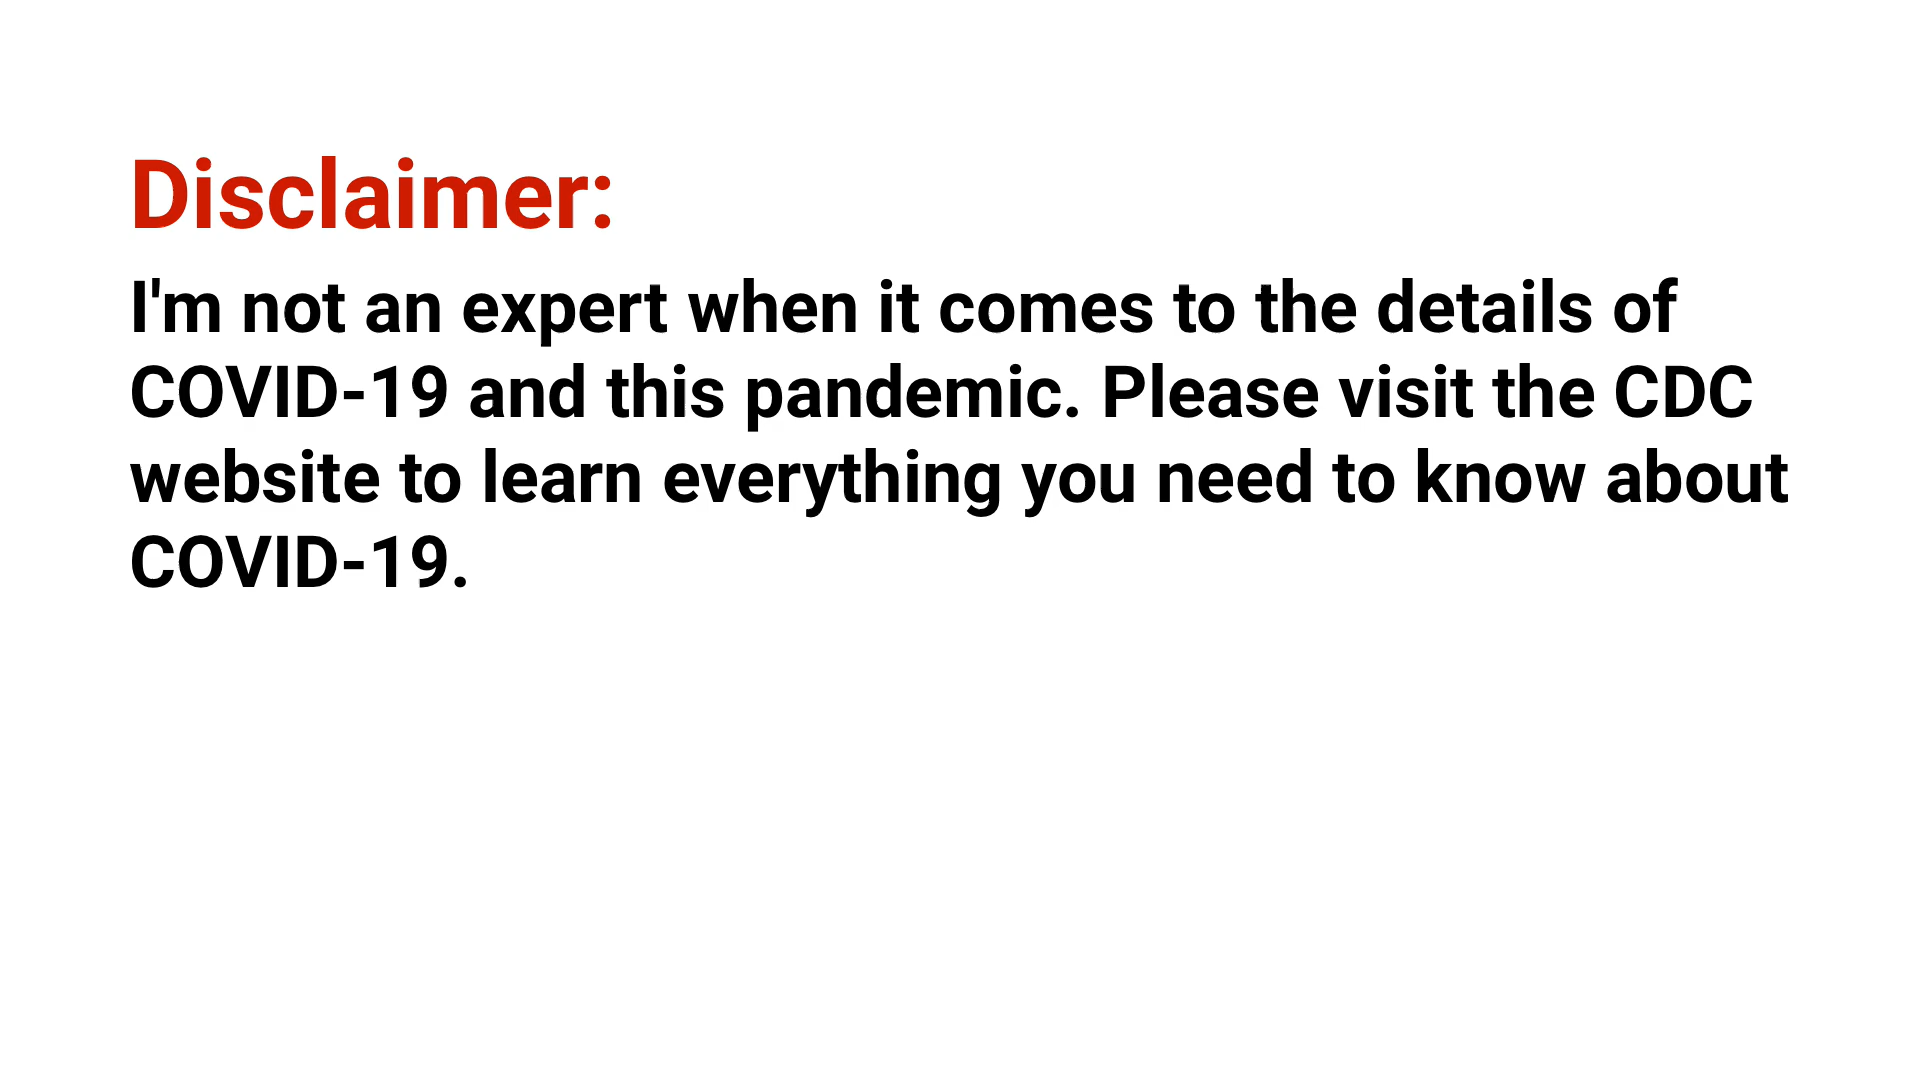 Disclaimer:
I'm not an expert when it comes to the details of
COVID-19 and this pandemic. Please visit the CDC
website to learn everything you need to know about
COVID-19.